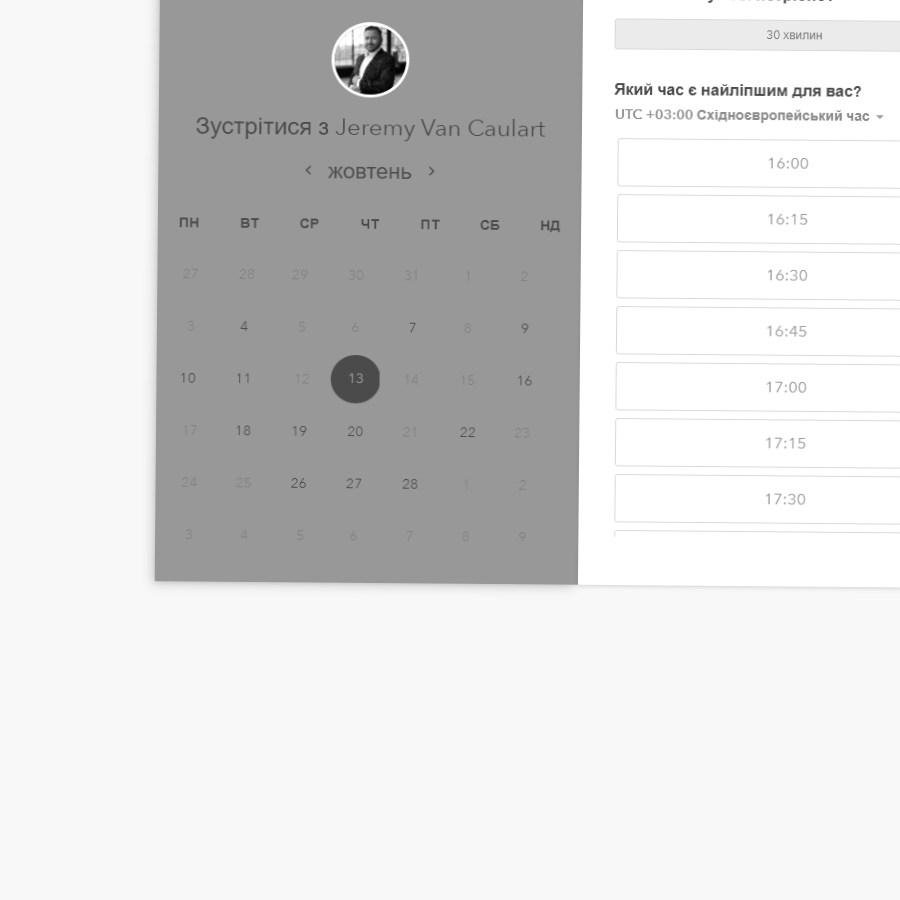 Зустрітися з Jeremy Van Caulart
жовтень
ПН ВТ СР ЧТ ПТ СБ НД
27 28 29 30 31 1 2
3 4 5 6 7 8 9
10 11 12 13 14 15 16
17 18 19 20 21 22 23
24 25 26 27 28 1 2
3 4 5 6 7 8 9
30 хвилин
Який час є найліпшим для вас?
UTC +03:00 Східноєвропейський час
16:00
16:15
16:30
16:45
17:00
17:15
17:30